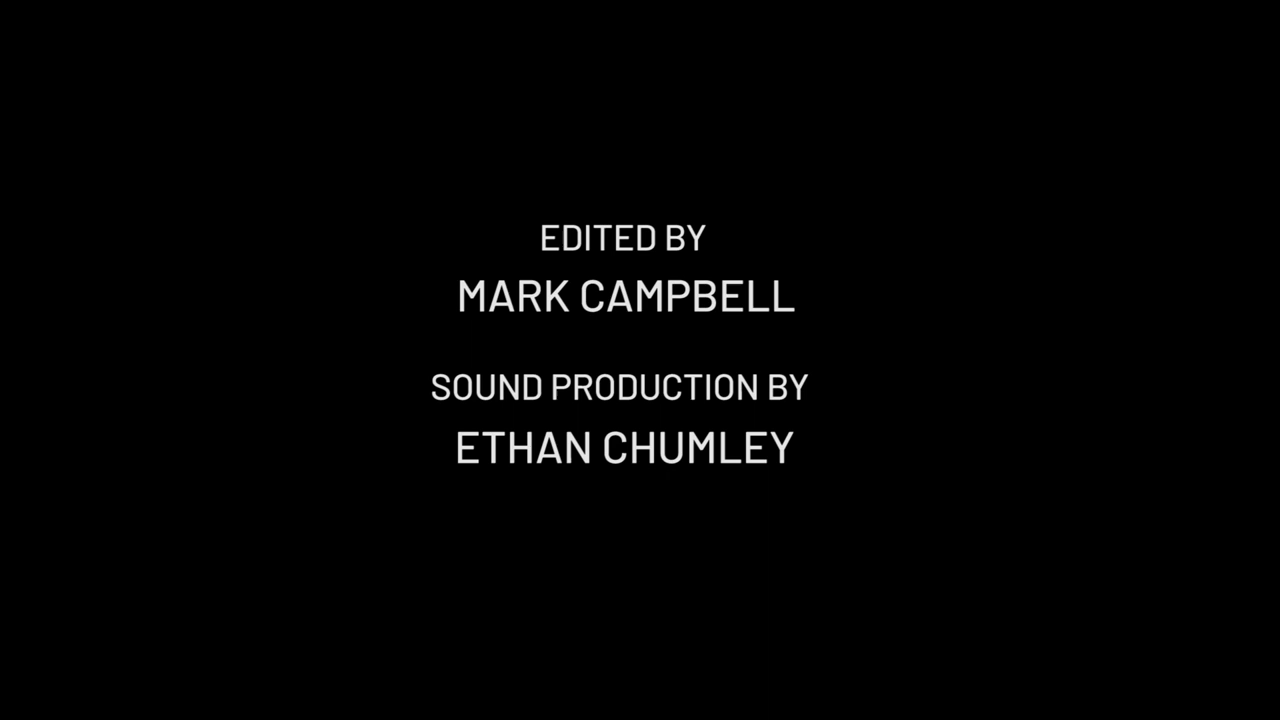 EDITED BY
MARK CAMPBELL
SOUND PRODUCTION BY
ETHAN CHUMLEY